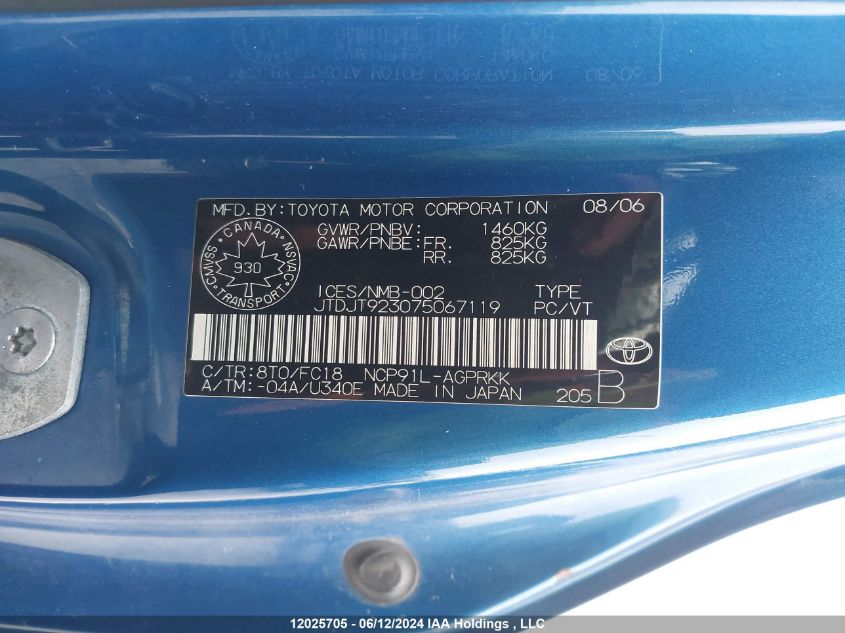 MFD.BY:TOYOTA MOTOR CORPORATION 08/06
GVWR/PNBV: 1460KG
GAWR/PNBE:FR. 825KG
RR. 825KG
CANADA
CMVSS NSVAC
930
TRANSPORT
ICES/NMB-002 TYPE
JTDJT923075067119 PC/VT
C/TR:8T0/FC18 NCP91L-AGPRKK
A/TM:-04A/U340E MADE IN JAPAN 205 B
12025705 - 06/12/2024 IAA Holdings , LLC